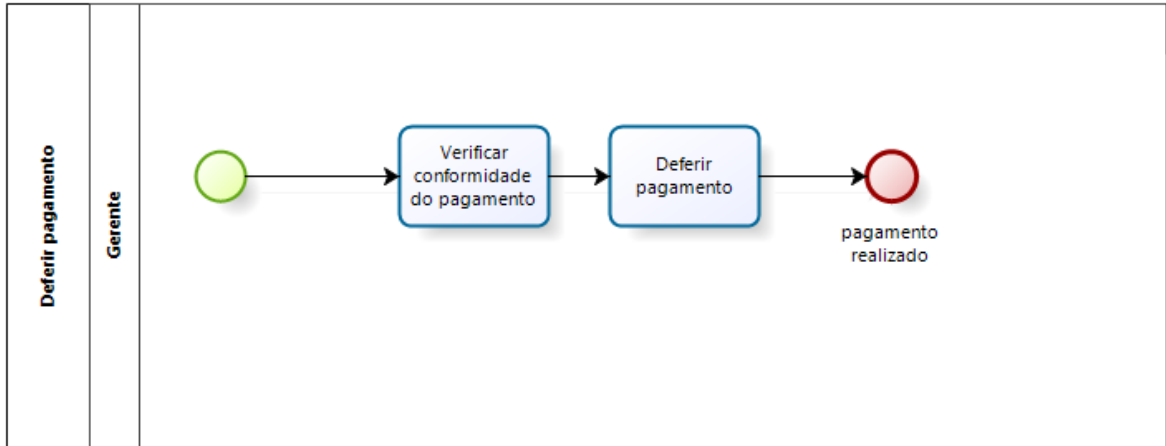 Deferir pagamento
Gerente
Verificar
conformidade
do pagamento
Deferir
pagamento
pagamento
realizado